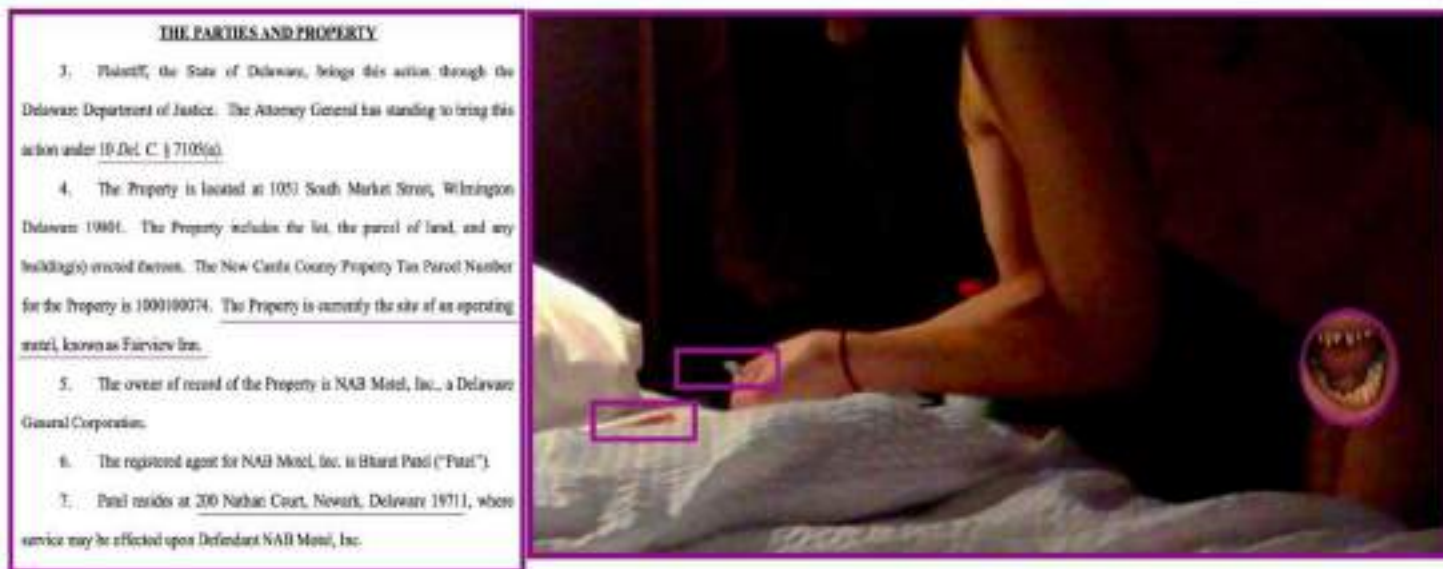 THE PARTIES AND PROPERTY
3. Plaintiff, the State of Delaware, brings this action through the
Delaware Department of Justice. The Attorney General has standing to bring this
action under 10 Del. C. § 7105(a).
4. The Property is located at 1051 South Market Street, Wilmington
Delaware 19801. The Property includes the lot, the parcel of land, and any
building(s) erected thereon. The New Castle County Property Tax Parcel Number
for the Property is 1000100074. The Property is currently the site of an operating
motel, known as Fairview Inn.
5. The owner of record of the Property is NAB Motel, Inc., a Delaware
General Corporation.
6. The registered agent for NAB Motel, Inc. is Bharat Patel ("Patel").
7. Patel resides at 200 Nathan Court, Newark, Delaware 19711, where
service may be effected upon Defendant NAB Motel, Inc.